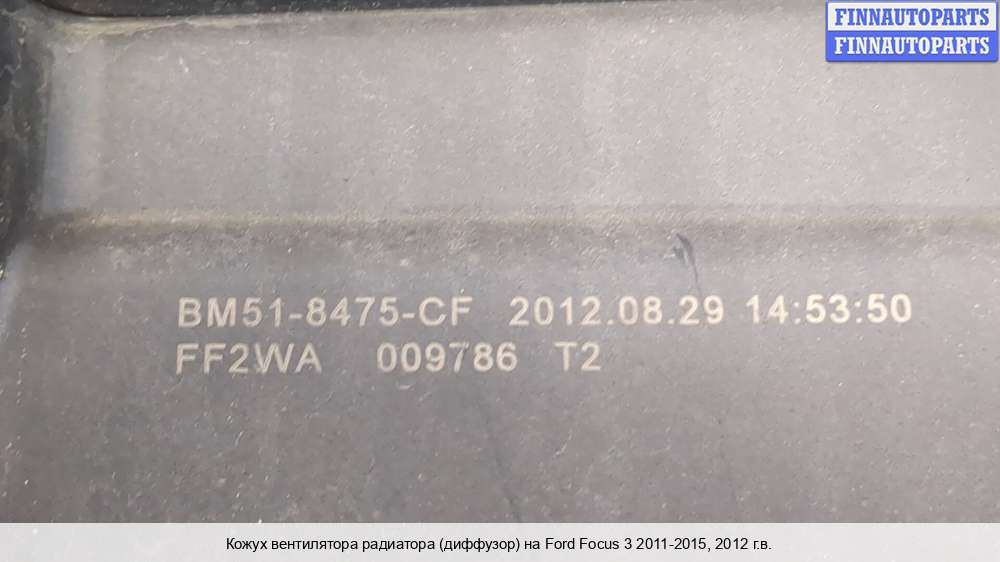 FINNAUTOPARTS
FINNAUTOPARTS
BM51-8475-CF 2012.08.29 14:53:50
FF2WA 009786 T2
Кожух вентилятора радиатора (диффузор) на Ford Focus 3 2011-2015, 2012 г.в.